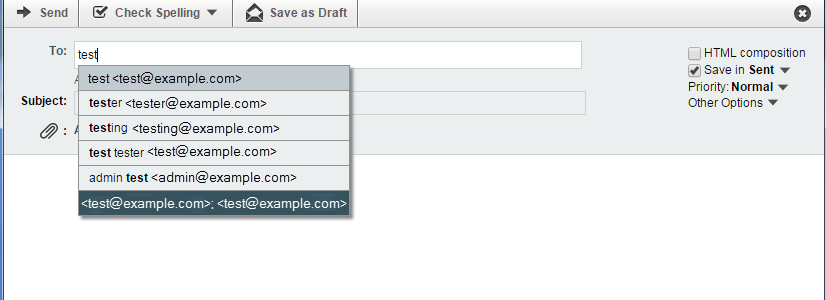 Send Check Spelling Save as Draft
To: test
HTML composition
test <test@example.com>
Save in Sent
tester <tester@example.com>
Priority: Normal
Subject:
Other Options
testing <testing@example.com>
: A
test tester <test@example.com>
admin test <admin@example.com>
<test@example.com>; <test@example.com>